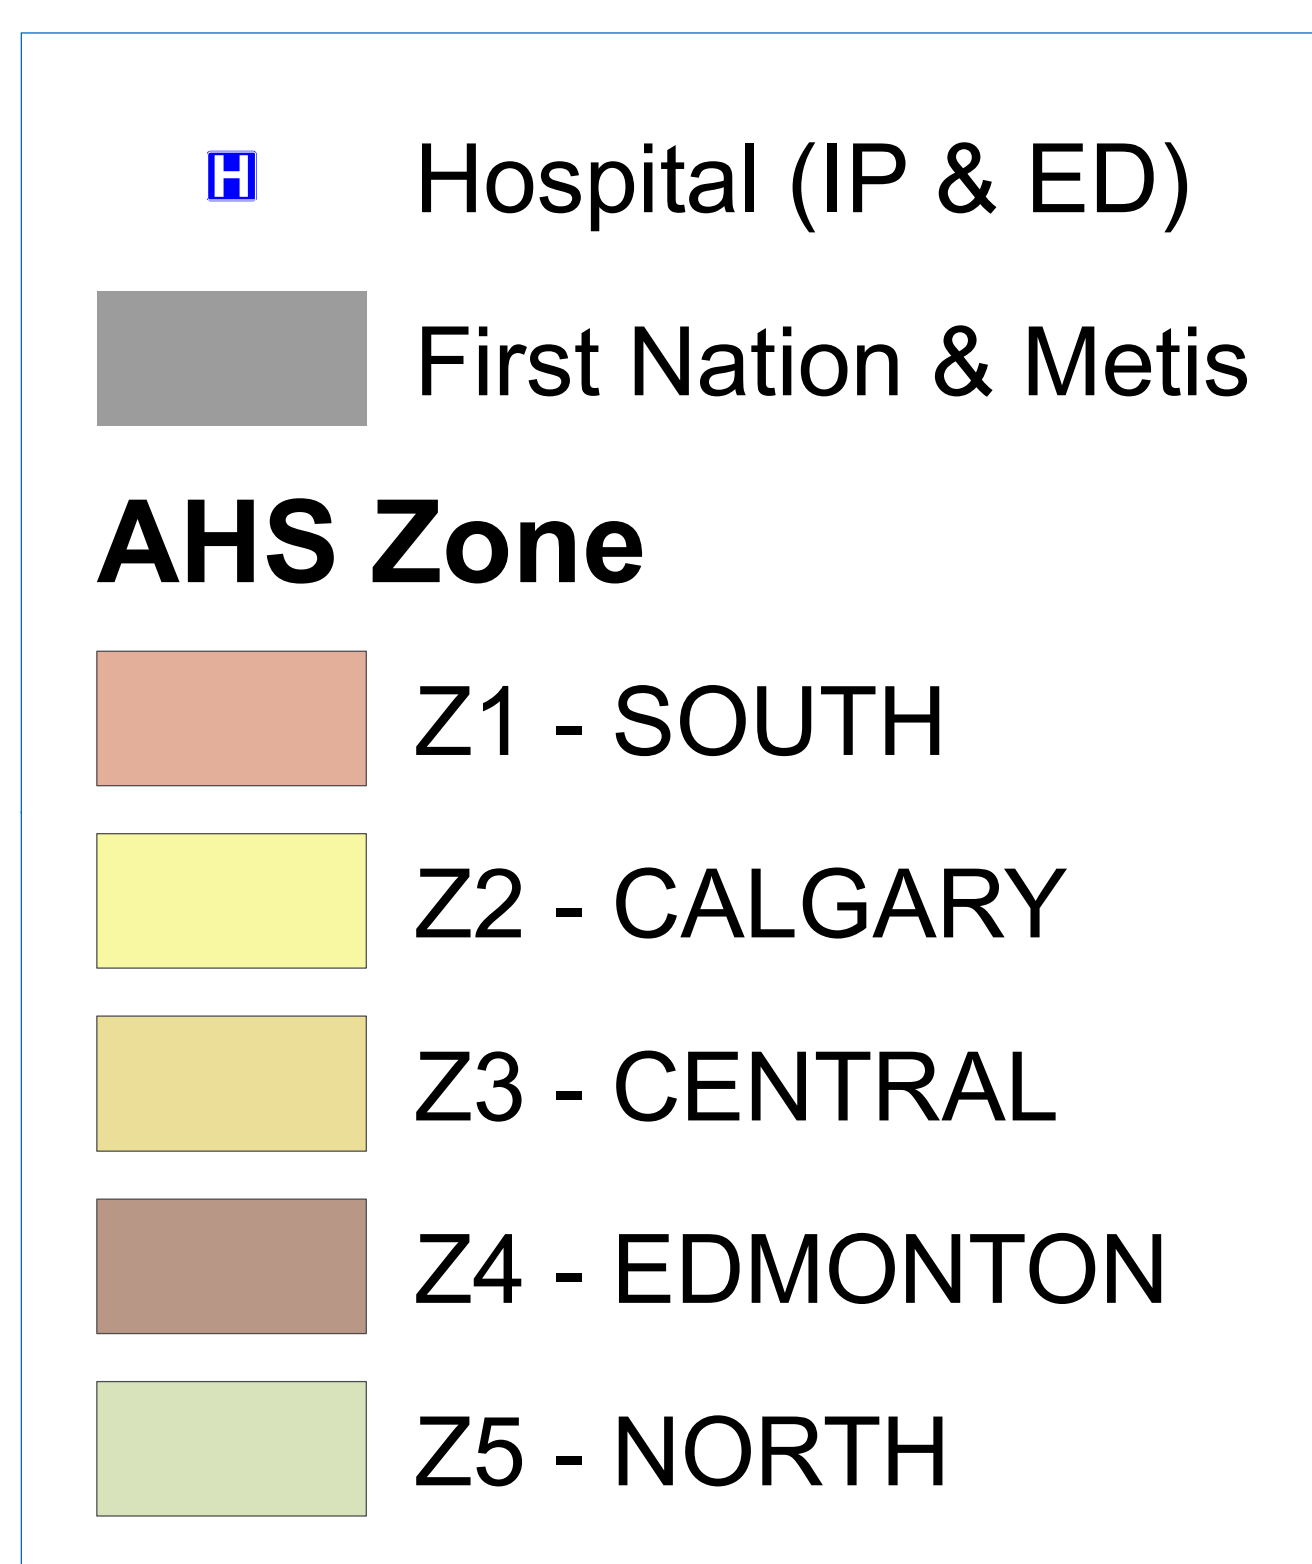 H Hospital (IP & ED)
First Nation & Metis
AHS Zone
Z1 - SOUTH
Z2 - CALGARY
Z3 - CENTRAL
Z4 - EDMONTON
Z5 - NORTH